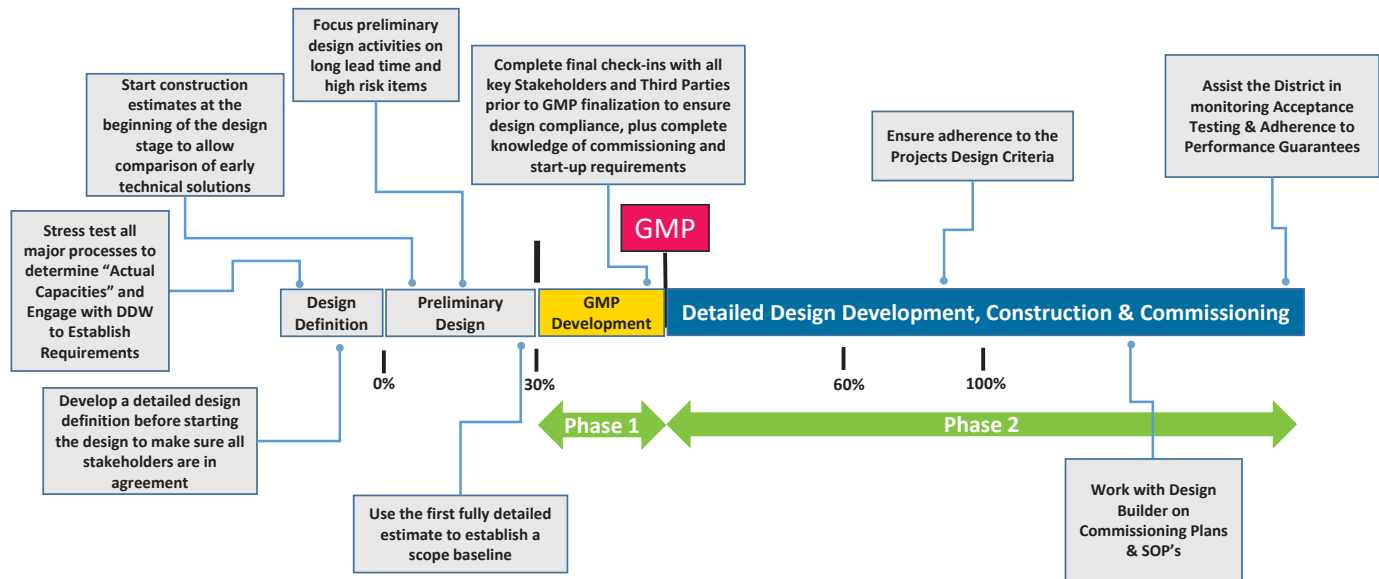 Focus preliminary
design activities on
long lead time and
high risk items
Start construction
estimates at the
beginning of the design
stage to allow
comparison of early
technical solutions
Complete final check-ins with all
key Stakeholders and Third Parties
prior to GMP finalization to ensure
design compliance, plus complete
knowledge of commissioning and
start-up requirements
Ensure adherence to the
Projects Design Criteria
Assist the District in
monitoring Acceptance
Testing & Adherence to
Performance Guarantees
Stress test all
major processes to
determine “Actual
Capacities” and
Engage with DDW
to Establish
Requirements
GMP
Design
Definition
Preliminary
Design
GMP
Development
Detailed Design Development, Construction & Commissioning
0%
30%
60%
100%
Develop a detailed design
definition before starting
the design to make sure all
stakeholders are in
agreement
Phase 1
Phase 2
Use the first fully detailed
estimate to establish a
scope baseline
Work with Design
Builder on
Commissioning Plans
& SOP’s